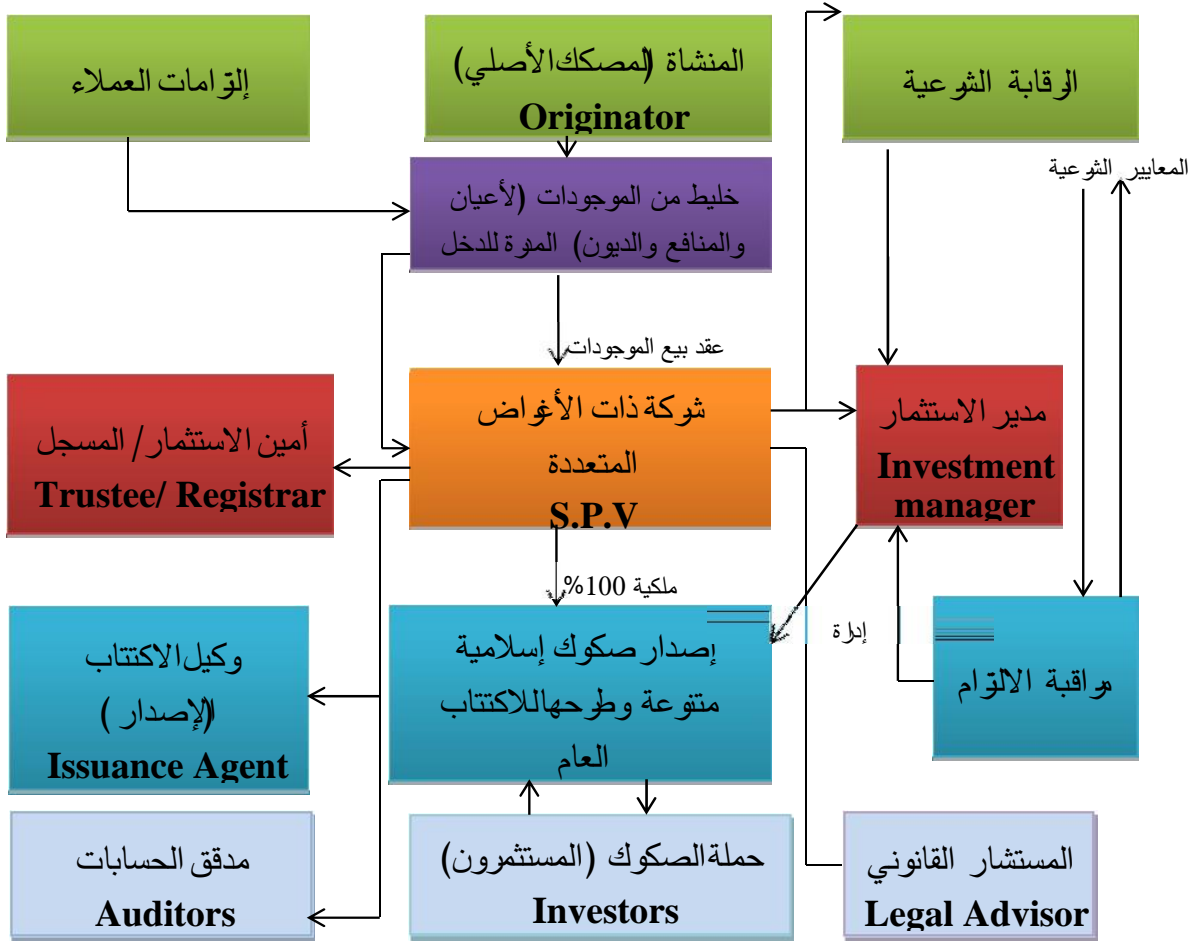 الرقابة الشرعية
المنشاة (المصكك الأصلي)
Originator
إلتزامات العملاء
المعايير الشرعية
خليط من الموجودات (الأعيان
والمنافع والديون) المدرة للدخل
عقد بيع الموجودات
مدير الاستثمار
Investment
manager
شركة ذات الأغراض
المتعددة
S.P.V
أمين الاستثمار / المسجل
Trustee/ Registrar
ملكية 100%
مراقبة الالتزام
إدارة
إصدار صكوك إسلامية
متنوعة وطرحها للاكتتاب
العام
وكيل الاكتتاب
(الإصدار )
Issuance Agent
المستشار القانوني
Legal Advisor
حملة الصكوك (المستثمرون)
Investors
مدقق الحسابات
Auditors